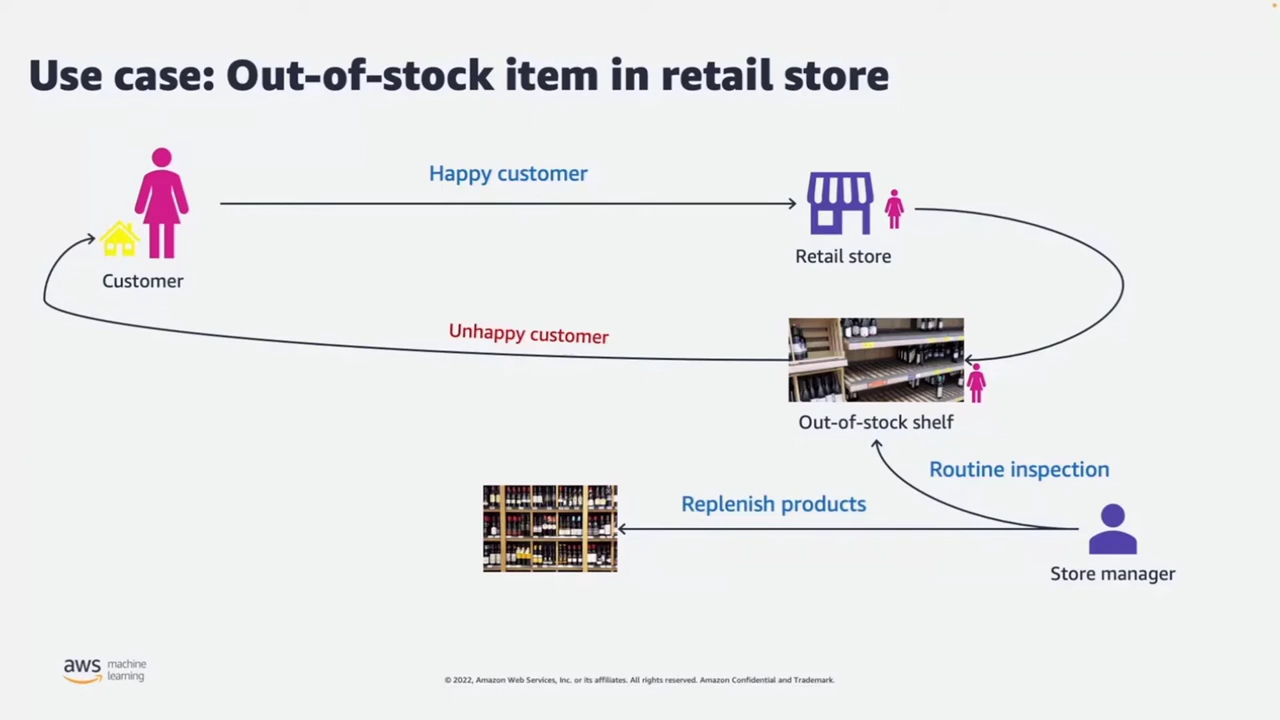 Use case: Out-of-stock item in retail store
Happy customer
Retail store
Customer
Unhappy customer
Out-of-stock shelf
Routine inspection
Replenish products
Store manager
aws machine learning
© 2022, Amazon Web Services, Inc. or its affiliates. All rights reserved. Amazon Confidential and Trademark.